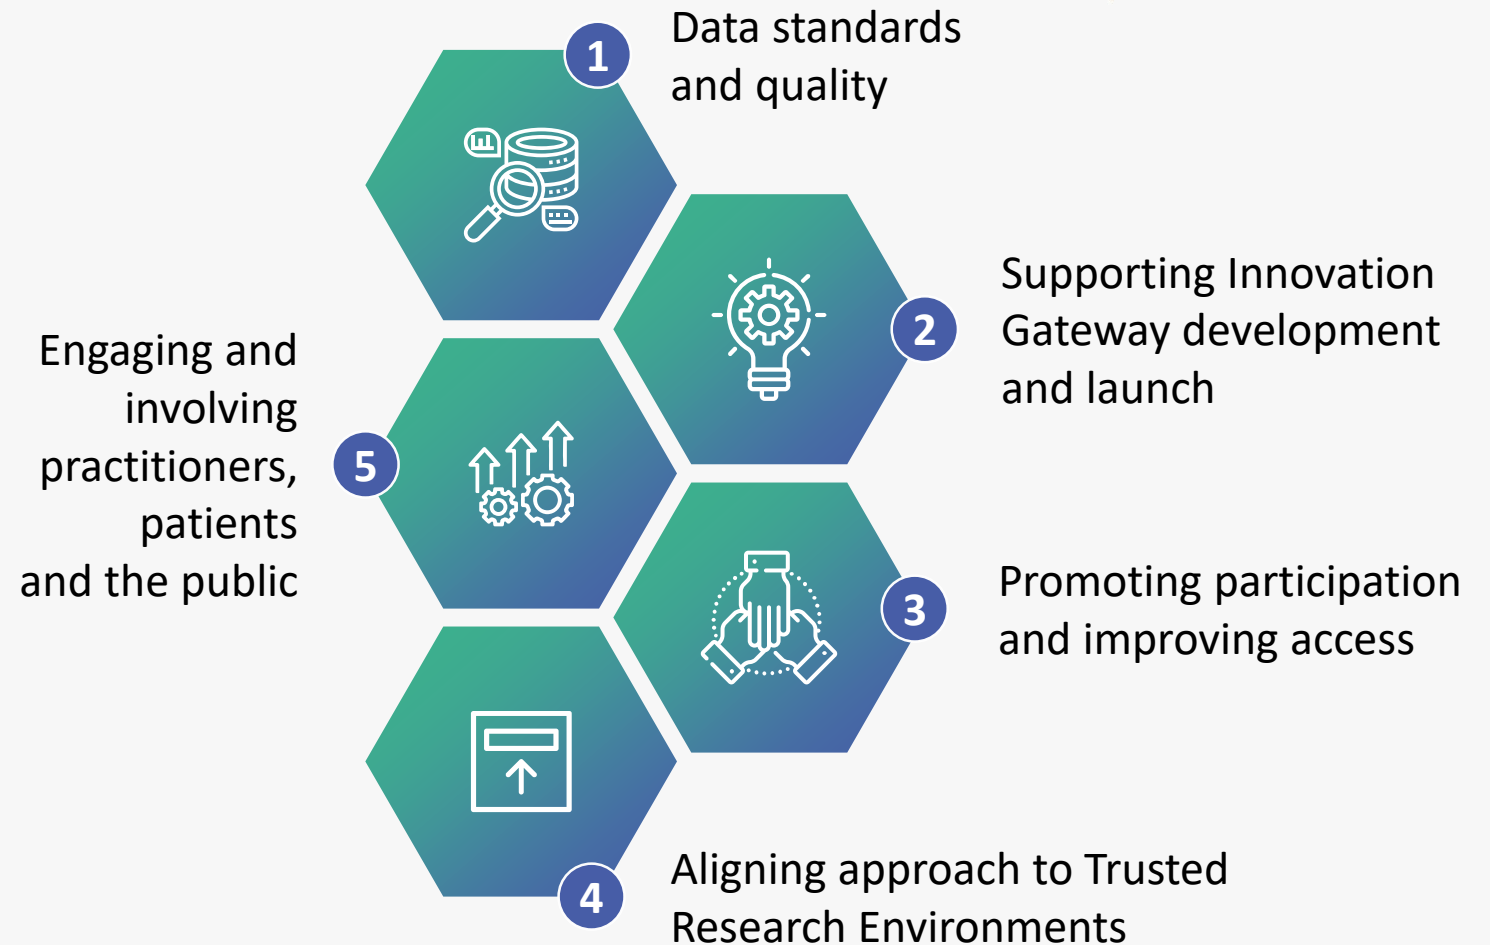 1
Data standards
and quality
2
Supporting Innovation
Gateway development
and launch
3
Promoting participation
and improving access
4
Aligning approach to Trusted
Research Environments
5
Engaging and
involving
practitioners,
patients
and the public